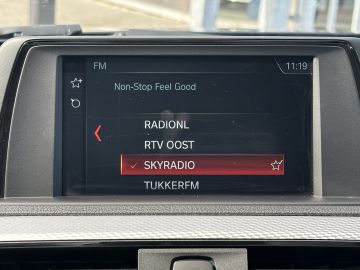 FM 11:19
Non-Stop Feel Good
RADIONL
RTV OOST
SKYRADIO
TUKKERFM